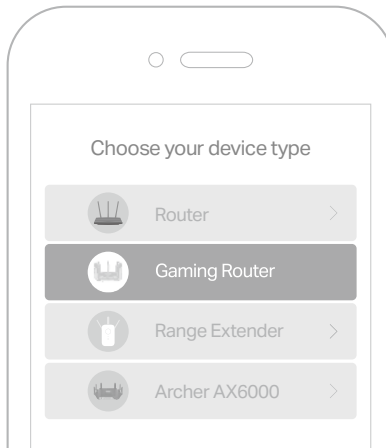 Choose your device type
Router
Gaming Router
Range Extender
Archer AX6000